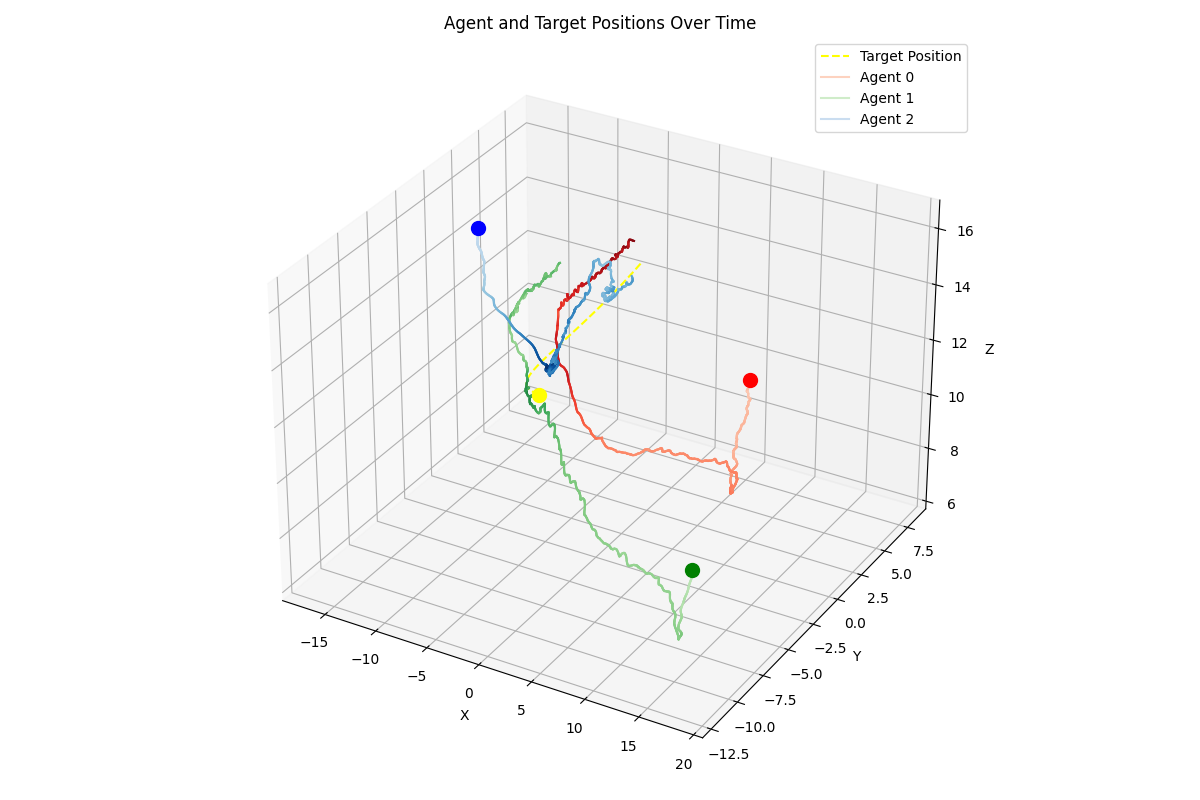 Agent and Target Positions Over Time
Target Position
Agent 0
Agent 1
Agent 2
16
14
Z
12
10
8
6
7.5
5.0
2.5
0.0
−2.5
Y
−5.0
−7.5
−10.0
−12.5
−15
−10
−5
0
X
5
10
15
20